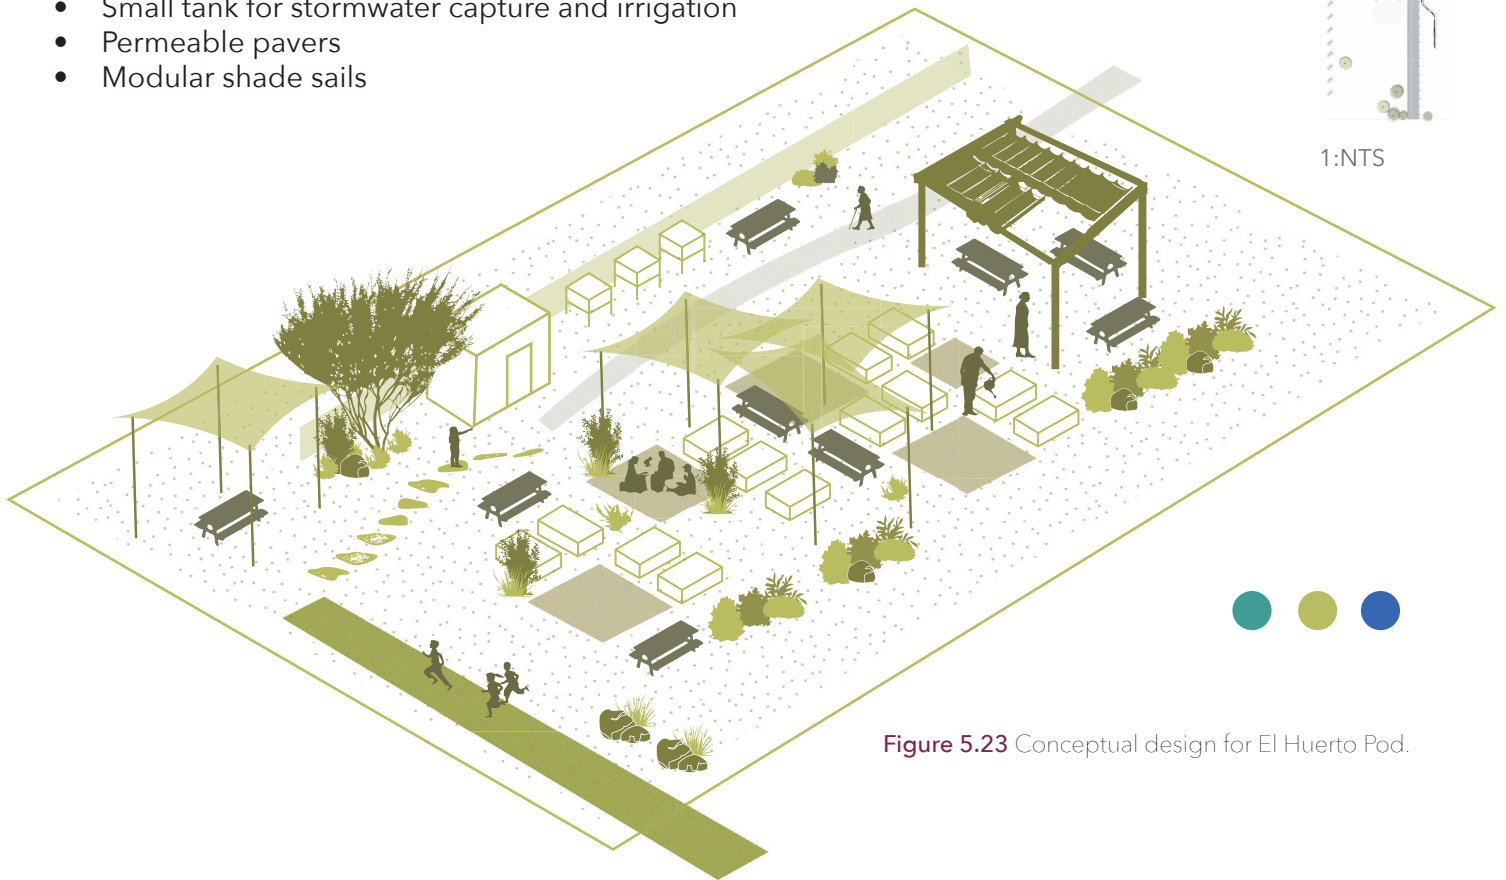 • Small tank for stormwater capture and irrigation
• Permeable pavers
• Modular shade sails
1:NTS
Figure 5.23 Conceptual design for El Huerto Pod.